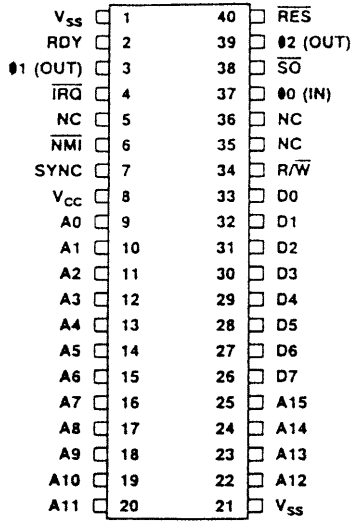 VSS 1 40 RES
RDY 2 39 ϕ2 (OUT)
ϕ1 (OUT) 3 38 SO
IRQ 4 37 ϕ0 (IN)
NC 5 36 NC
NMI 6 35 NC
SYNC 7 34 R/W
VCC 8 33 D0
A0 9 32 D1
A1 10 31 D2
A2 11 30 D3
A3 12 29 D4
A4 13 28 D5
A5 14 27 D6
A6 15 26 D7
A7 16 25 A15
A8 17 24 A14
A9 18 23 A13
A10 19 22 A12
A11 20 21 VSS